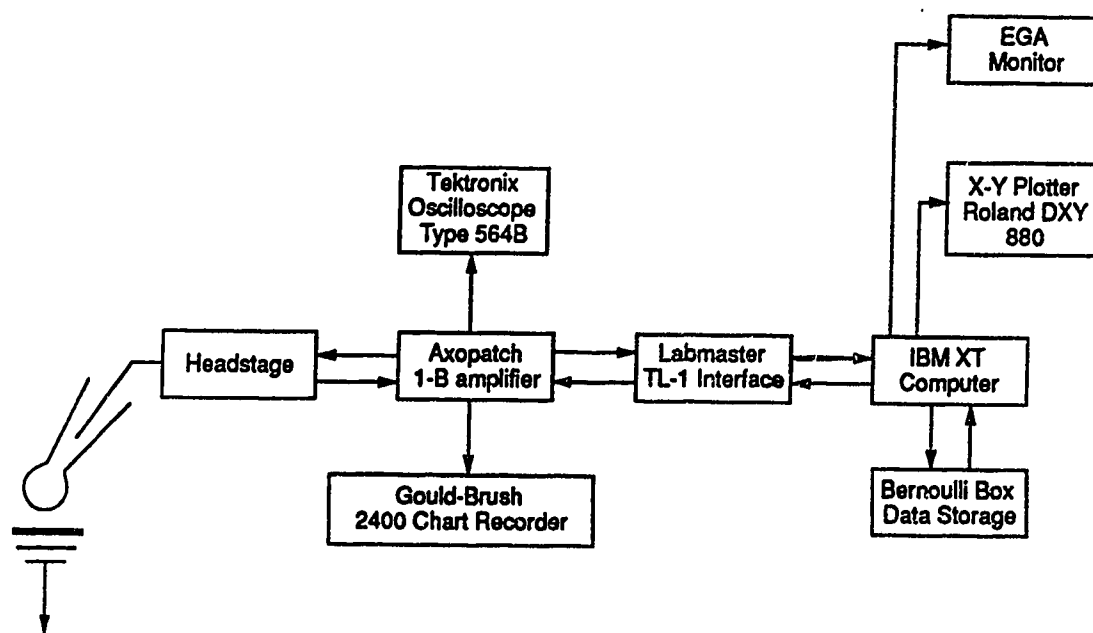 EGA
Monitor
X-Y Plotter
Roland DXY
880
Tektronix
Oscilloscope
Type 564B
Headstage
Axopatch
1-B amplifier
Labmaster
TL-1 Interface
IBM XT
Computer
Gould-Brush
2400 Chart Recorder
Bernoulli Box
Data Storage